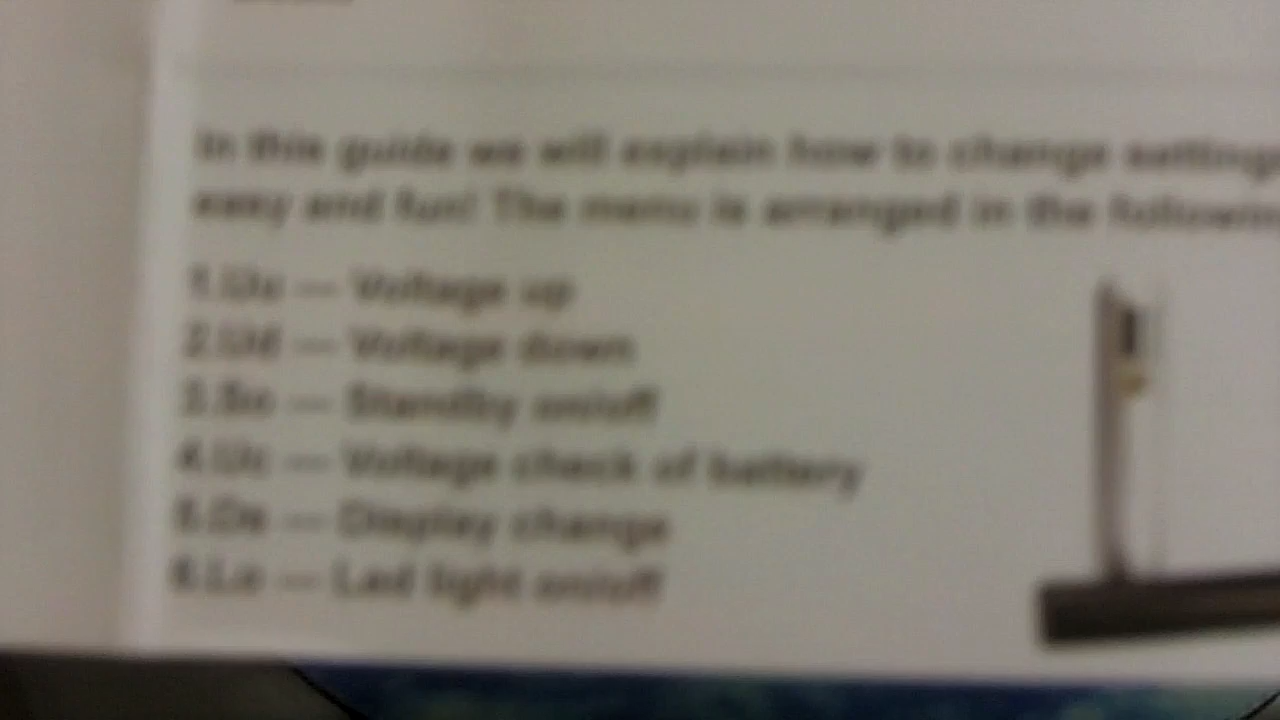 In this guide we will explain how to change settings
easy and fun! The menu is arranged in the following
1.Uu — Voltage up
2.Ud — Voltage down
3.So — Standby on/off
4.Uc — Voltage check of battery
5.Ds — Display change
6.Lo — Led light on/off